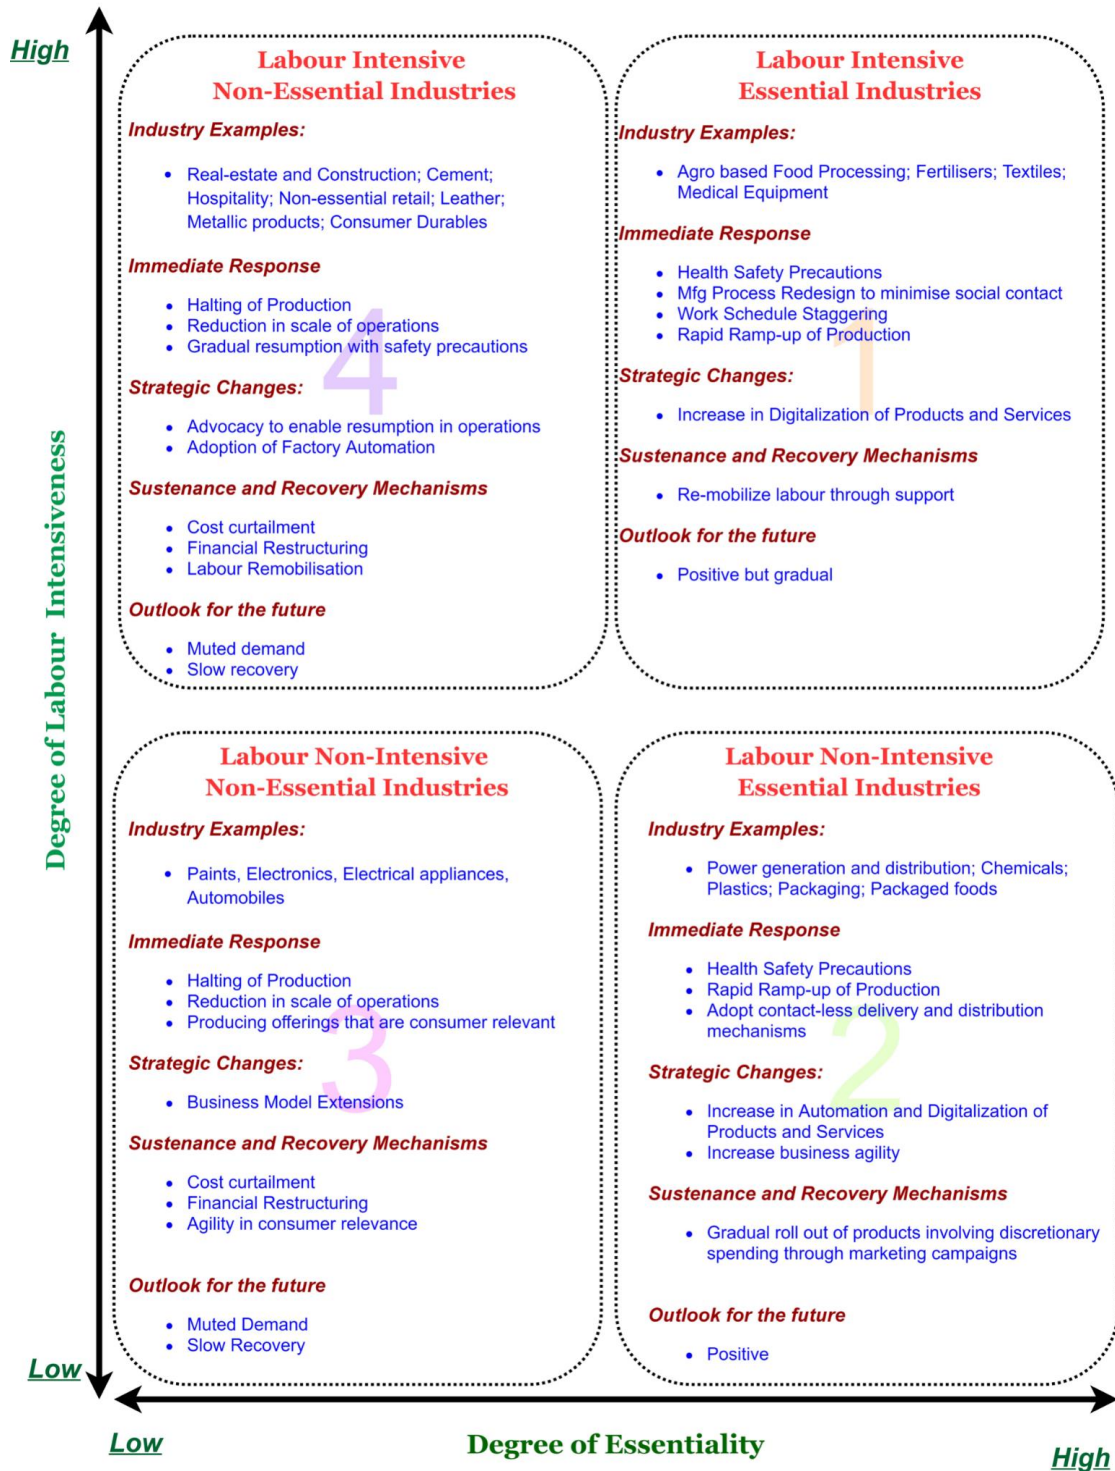 High
Labour Intensive
Non-Essential Industries
Industry Examples:
Real-estate and Construction; Cement;
Hospitality; Non-essential retail; Leather;
Metallic products; Consumer Durables
Immediate Response
Halting of Production
Reduction in scale of operations
Gradual resumption with safety precautions
4
Strategic Changes:
Advocacy to enable resumption in operations
Adoption of Factory Automation
Sustenance and Recovery Mechanisms
Cost curtailment
Financial Restructuring
Labour Remobilisation
Outlook for the future
Muted demand
Slow recovery
Labour Intensive
Essential Industries
Industry Examples:
Agro based Food Processing; Fertilisers; Textiles;
Medical Equipment
Immediate Response
Health Safety Precautions
Mfg Process Redesign to minimise social contact
Work Schedule Staggering
Rapid Ramp-up of Production
1
Strategic Changes:
Increase in Digitalization of Products and Services
Sustenance and Recovery Mechanisms
Re-mobilize labour through support
Outlook for the future
Positive but gradual
Degree of Labour Intensiveness
Labour Non-Intensive
Non-Essential Industries
Industry Examples:
Paints, Electronics, Electrical appliances,
Automobiles
Immediate Response
Halting of Production
Reduction in scale of operations
Producing offerings that are consumer relevant
3
Strategic Changes:
Business Model Extensions
Sustenance and Recovery Mechanisms
Cost curtailment
Financial Restructuring
Agility in consumer relevance
Outlook for the future
Muted Demand
Slow Recovery
Labour Non-Intensive
Essential Industries
Industry Examples:
Power generation and distribution; Chemicals;
Plastics; Packaging; Packaged foods
Immediate Response
Health Safety Precautions
Rapid Ramp-up of Production
Adopt contact-less delivery and distribution
mechanisms
2
Strategic Changes:
Increase in Automation and Digitalization of
Products and Services
Increase business agility
Sustenance and Recovery Mechanisms
Gradual roll out of products involving discretionary
spending through marketing campaigns
Outlook for the future
Positive
Low
Low
Degree of Essentiality
High